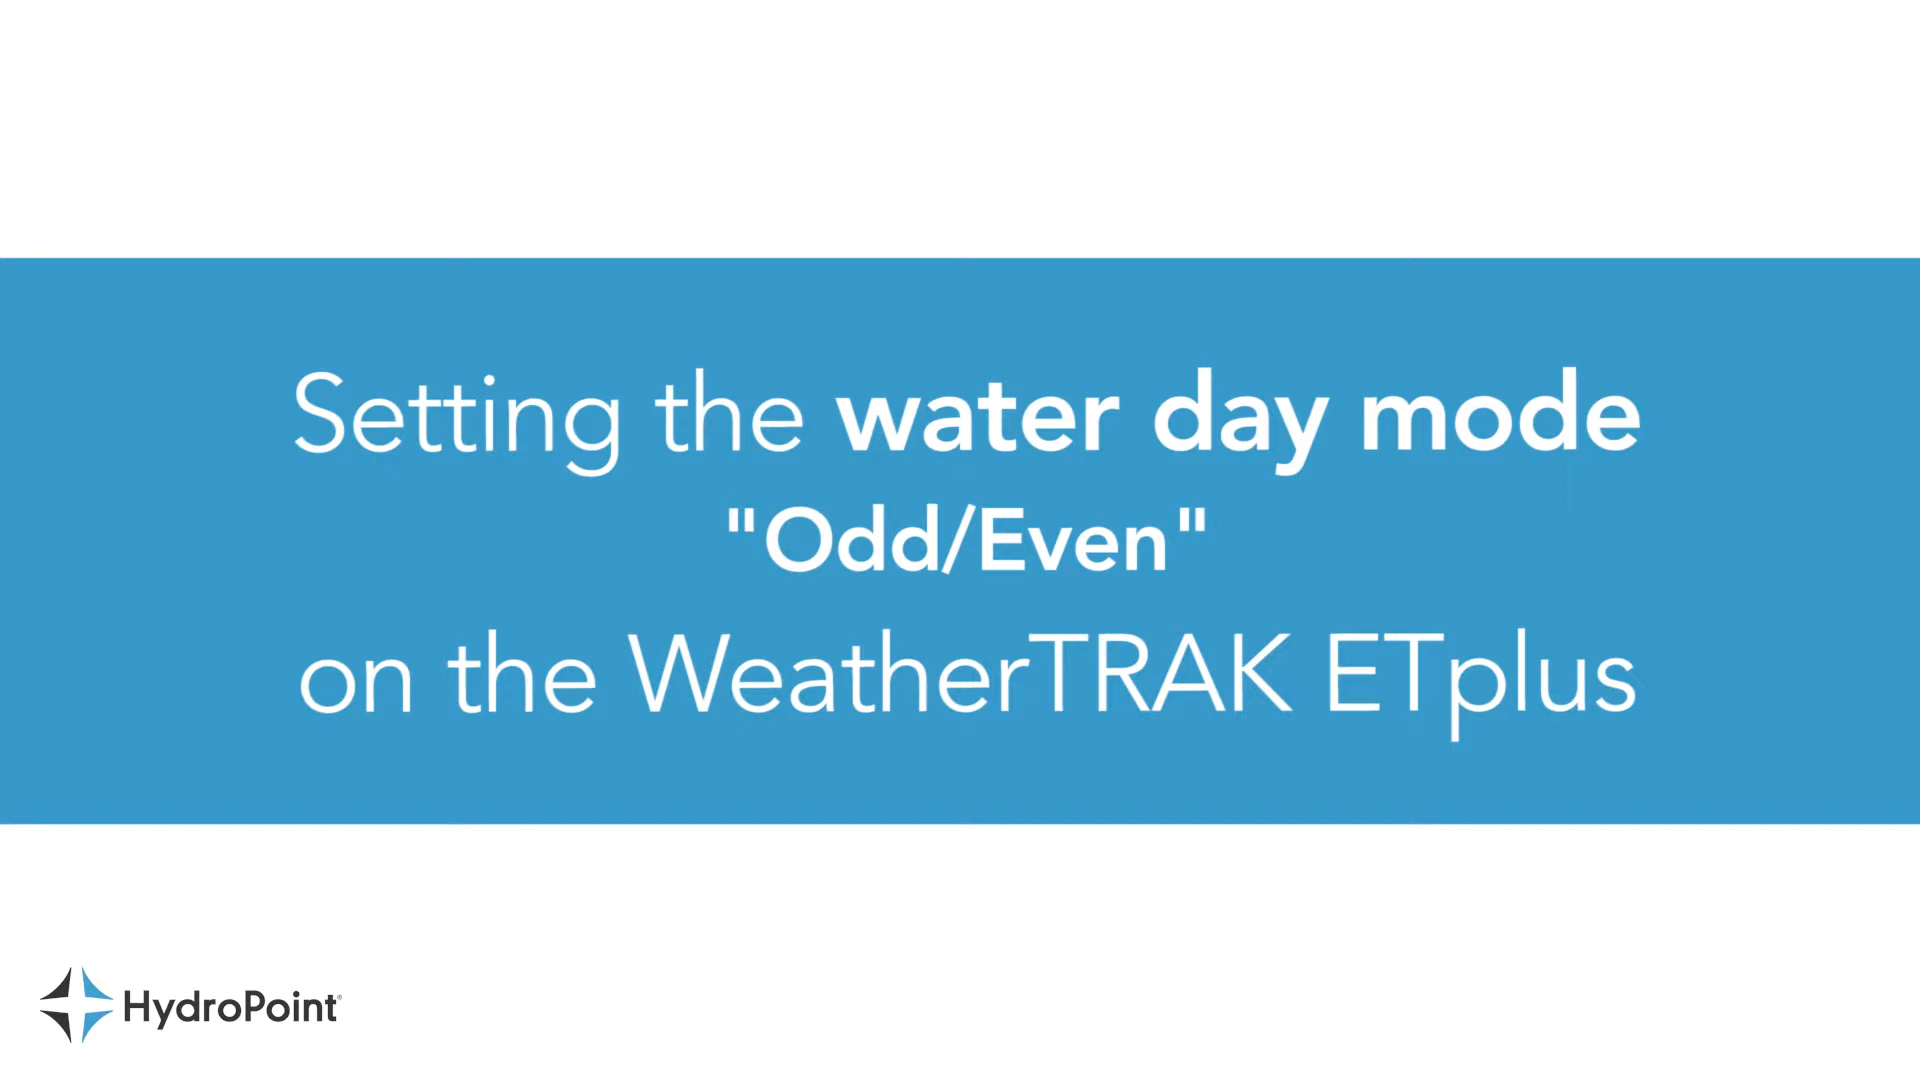 Setting the water day mode
"Odd/Even"
on the WeatherTRAK ETplus
HydroPoint®